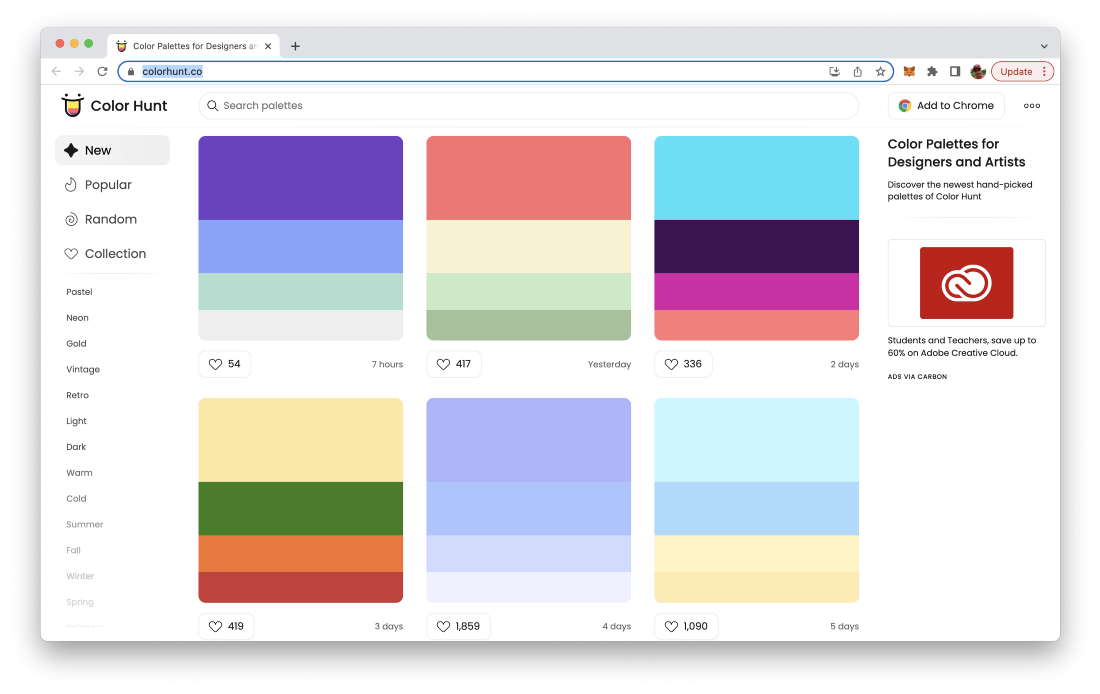 Color Palettes for Designers an
colorhunt.co
Update
Color Hunt
Search palettes
Add to Chrome
New
Popular
Random
Collection
Pastel
Neon
Gold
Vintage
Retro
Light
Dark
Warm
Cold
Summer
Fall
Winter
Spring
54
7 hours
417
Yesterday
336
2 days
419
3 days
1,859
4 days
1,090
5 days
Color Palettes for
Designers and Artists
Discover the newest hand-picked
palettes of Color Hunt
Students and Teachers, save up to
60% on Adobe Creative Cloud.
ADS VIA CARBON